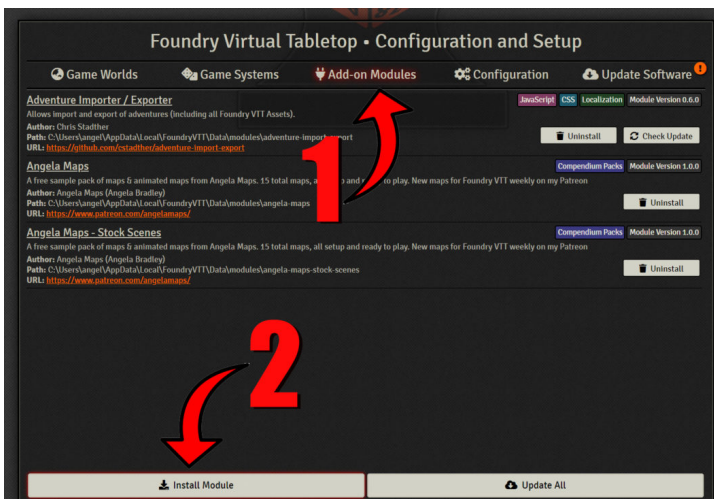 Foundry Virtual Tabletop • Configuration and Setup
Game Worlds Game Systems Add-on Modules Configuration Update Software
Adventure Importer / Exporter JavaScript CSS Localization Module Version 0.6.0
Allows import and export of adventures (including all Foundry VTT Assets).
Author: Chris Stadther
Path: C:\Users\angel\AppData\Local\FoundryVTT\Data\modules\adventure-import-export Uninstall Check Update
URL: https://github.com/cstadther/adventure-import-export
1
Angela Maps Compendium Packs Module Version 1.0.0
A free sample pack of maps & animated maps from Angela Maps. 15 total maps, and to play. New maps for Foundry VTT weekly on my Patreon
Author: Angela Maps (Angela Bradley)
Path: C:\Users\angel\AppData\Local\FoundryVTT\Data\modules\angela-maps Uninstall
URL: https://www.patreon.com/angelamaps/
Angela Maps - Stock Scenes Compendium Packs Module Version 1.0.0
A free sample pack of maps & animated maps from Angela Maps. 15 total maps, all setup and ready to play. New maps for Foundry VTT weekly on my Patreon
Author: Angela Maps (Angela Bradley)
Path: C:\Users\angel\AppData\Local\FoundryVTT\Data\modules\angela-maps-stock-scenes Uninstall
URL: https://www.patreon.com/angelamaps/
2
Install Module Update All